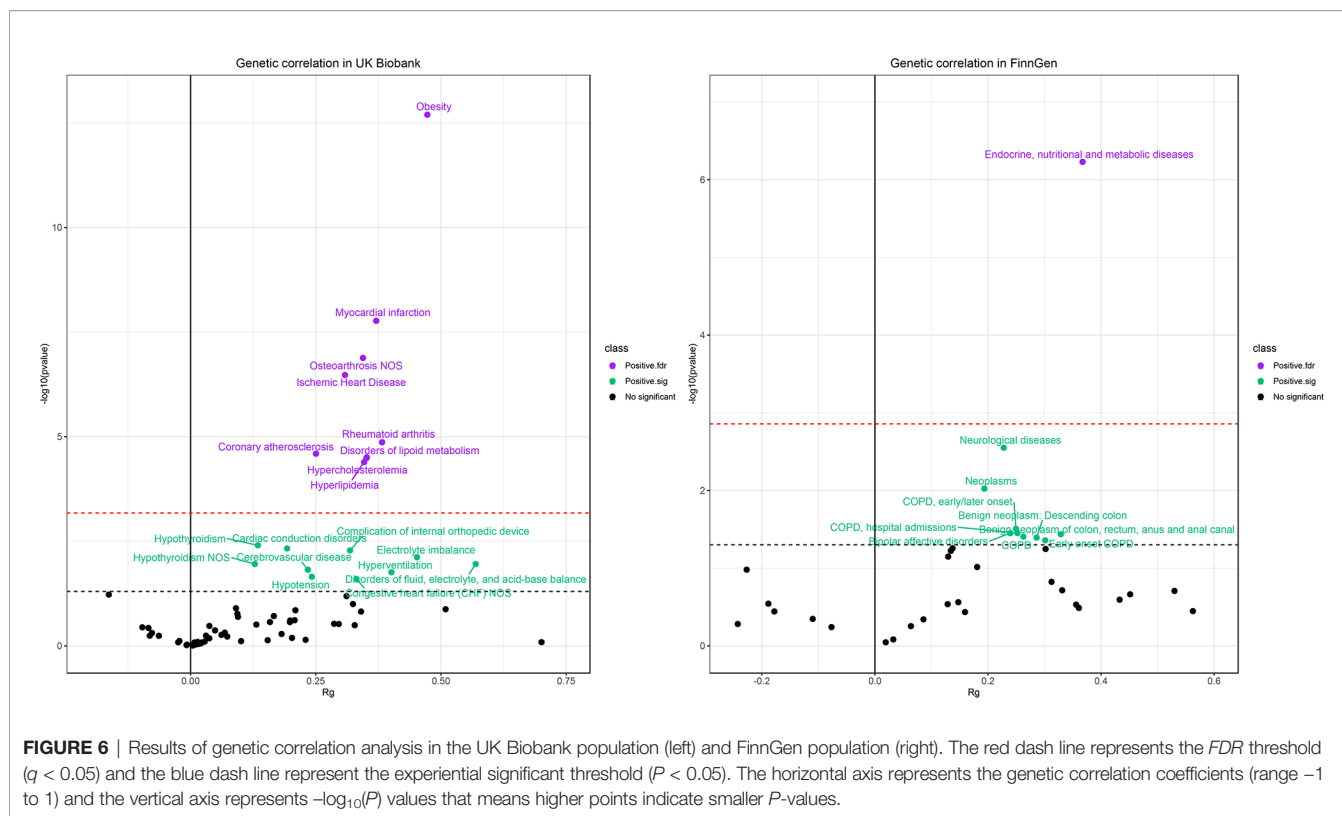 Genetic correlation in UK Biobank
Obesity
Myocardial infarction
Osteoarthrosis NOS
Ischemic Heart Disease
Rheumatoid arthritis
Coronary atherosclerosis
Disorders of lipoid metabolism
Hypercholesterolemia
Hyperlipidemia
Complication of internal orthopedic device
Hypothyroidism
Cardiac conduction disorders
Electrolyte imbalance
Hypothyroidism NOS
Cerebrovascular disease
Hyperventilation
Disorders of fluid, electrolyte, and acid-base balance
Hypotension
Congestive heart failure (CHF) NOS
-log10(pvalue)
10
5
0
0.00
0.25
0.50
0.75
Rg
class
Positive.fdr
Positive.sig
No significant
Genetic correlation in FinnGen
Endocrine, nutritional and metabolic diseases
Neurological diseases
Neoplasms
COPD, early/later onset
Benign neoplasm: Descending colon
COPD, hospital admissions
Benign neoplasm of colon, rectum, anus and anal canal
Bipolar affective disorders
COPD
Early onset COPD
-log10(pvalue)
6
4
2
0
-0.2
0.0
0.2
0.4
0.6
Rg
class
Positive.fdr
Positive.sig
No significant
FIGURE 6 | Results of genetic correlation analysis in the UK Biobank population (left) and FinnGen population (right). The red dash line represents the FDR threshold
(q < 0.05) and the blue dash line represent the experiential significant threshold (P < 0.05). The horizontal axis represents the genetic correlation coefficients (range −1
to 1) and the vertical axis represents –log10(P) values that means higher points indicate smaller P-values.